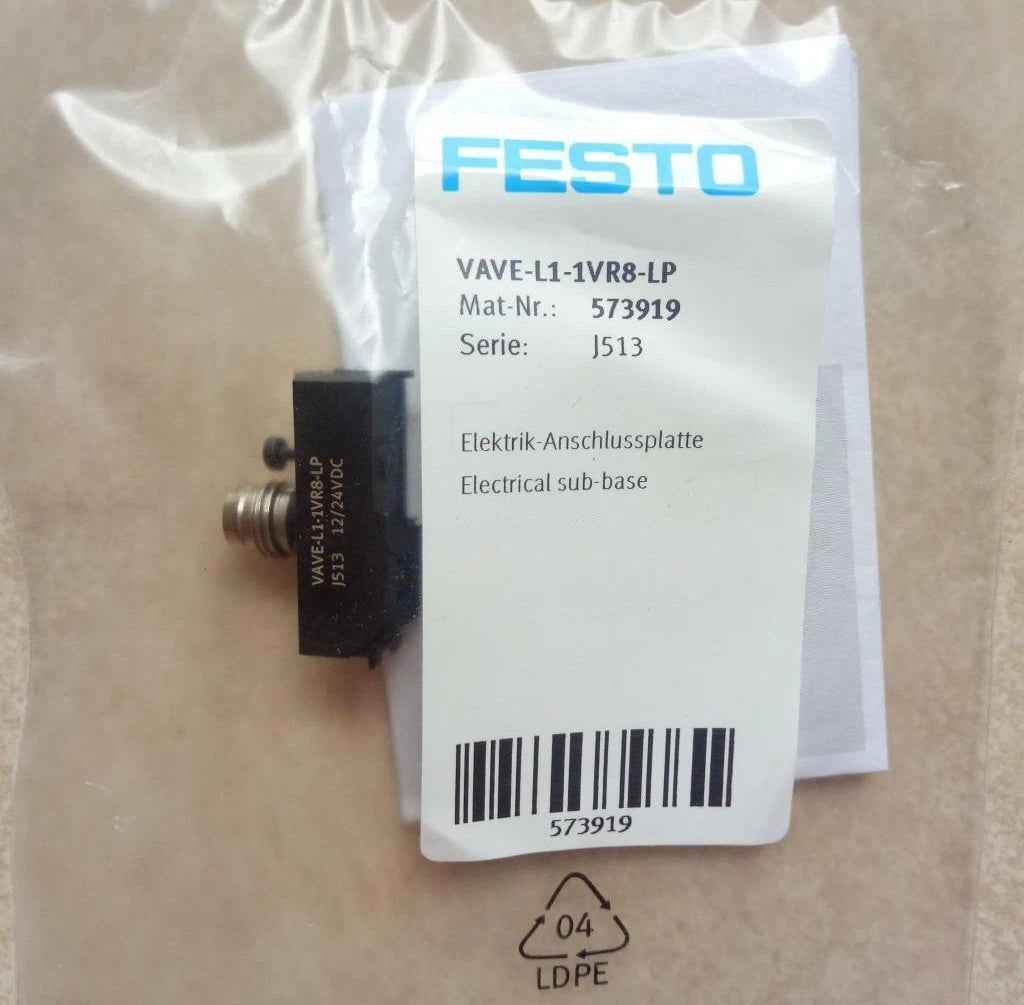 FESTO
VAVE-L1-1VR8-LP
Mat-Nr.: 573919
Serie: J513
Elektrik-Anschlussplatte
Electrical sub-base
573919
VAVE-L1-1VR8-LP
J513 12/24VDC
04
LDPE